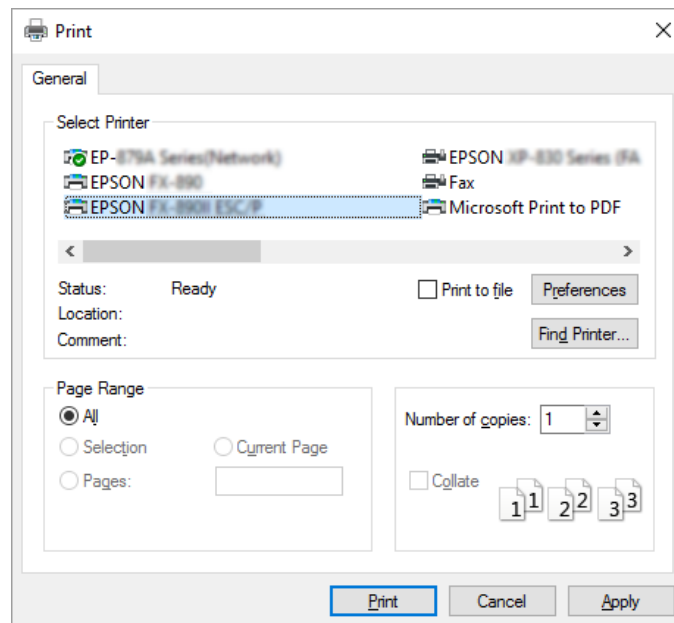 Print
General
Select Printer
EP-
EPSON
EPSON
EPSON
Fax
Microsoft Print to PDF
Status: Ready
Location:
Comment:
Print to file
Preferences
Find Printer...
Page Range
All
Selection
Current Page
Pages:
Number of copies: 1
Collate
1 1 2 2 3 3
Print
Cancel
Apply